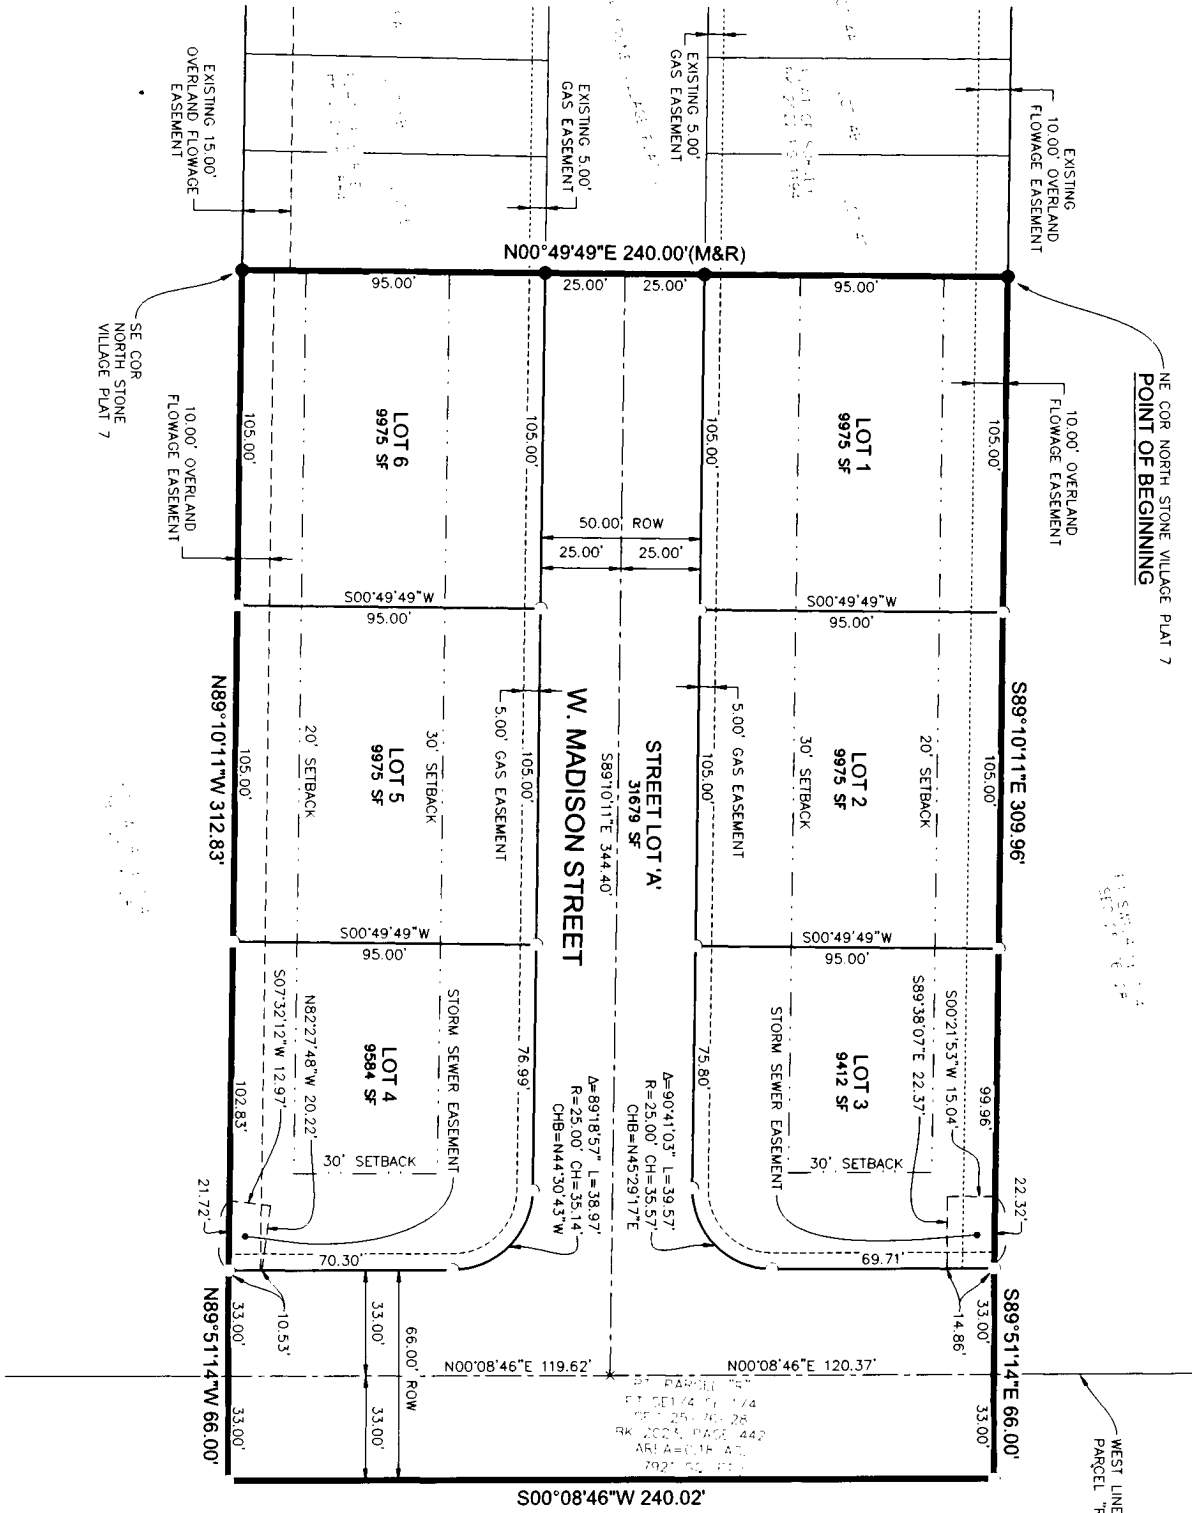 EXISTING
10.00' OVERLAND
FLOWAGE EASEMENT
EXISTING 5.00'
GAS EASEMENT
EXISTING 5.00'
GAS EASEMENT
EXISTING 15.00'
OVERLAND FLOWAGE
EASEMENT
N00°49'49"E 240.00'(M&R)
95.00'
25.00'
25.00'
95.00'
NE COR NORTH STONE VILLAGE PLAT 7
POINT OF BEGINNING
SE COR
NORTH STONE
VILLAGE PLAT 7
10.00' OVERLAND
FLOWAGE EASEMENT
10.00' OVERLAND
FLOWAGE EASEMENT
105.00'
LOT 6
9975 SF
105.00'
105.00'
LOT 1
9975 SF
105.00'
50.00' ROW
25.00'
25.00'
S00°49'49"W
95.00'
S00°49'49"W
95.00'
N89°10'11"W 312.83'
105.00'
20' SETBACK
LOT 5
9975 SF
30' SETBACK
5.00' GAS EASEMENT
105.00'
W. MADISON STREET
S89°10'11"E 344.40'
STREET LOT 'A'
31679 SF
105.00'
5.00' GAS EASEMENT
30' SETBACK
LOT 2
9975 SF
20' SETBACK
105.00'
S89°10'11"E 309.96'
S00°49'49"W
95.00'
S00°49'49"W
95.00'
102.83'
S07°32'12"W 12.97'
N82°27'48"W 20.22'
LOT 4
9584 SF
STORM SEWER EASEMENT
76.99'
Δ=89°18'57" L=38.97'
R=25.00' CH=35.14'
CHB=N44°30'43"W
Δ=90°41'03" L=39.57'
R=25.00' CH=35.57'
CHB=N45°29'17"E
75.80'
STORM SEWER EASEMENT
LOT 3
9412 SF
S89°38'07"E 22.37'
S00°21'53"W 15.04'
99.96'
30' SETBACK
30' SETBACK
21.72'
22.32'
70.30'
69.71'
10.53'
14.86'
N89°51'14"W 66.00'
33.00'
33.00'
33.00'
33.00'
66.00' ROW
N00°08'46"E 119.62'
N00°08'46"E 120.37'
33.00'
33.00'
S89°51'14"E 66.00'
WEST LINE
PARCEL
S00°08'46"W 240.02'